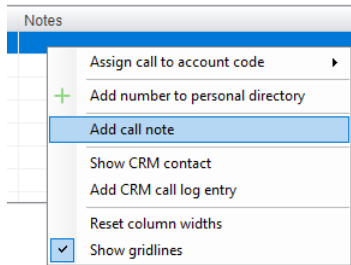 Notes
Assign call to account code
Add number to personal directory
Add call note
Show CRM contact
Add CRM call log entry
Reset column widths
Show gridlines